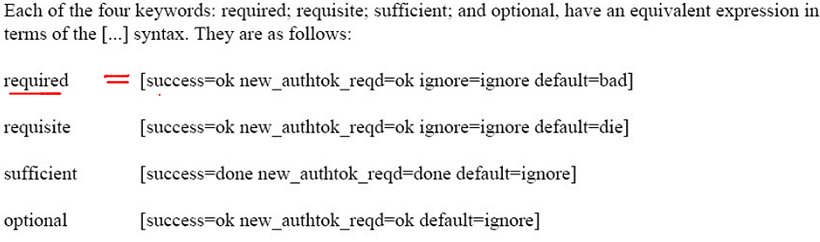 Each of the four keywords: required; requisite; sufficient; and optional, have an equivalent expression in
terms of the [...] syntax. They are as follows:
required = [success=ok new_authtok_reqd=ok ignore=ignore default=bad]
requisite [success=ok new_authtok_reqd=ok ignore=ignore default=die]
sufficient [success=done new_authtok_reqd=done default=ignore]
optional [success=ok new_authtok_reqd=ok default=ignore]